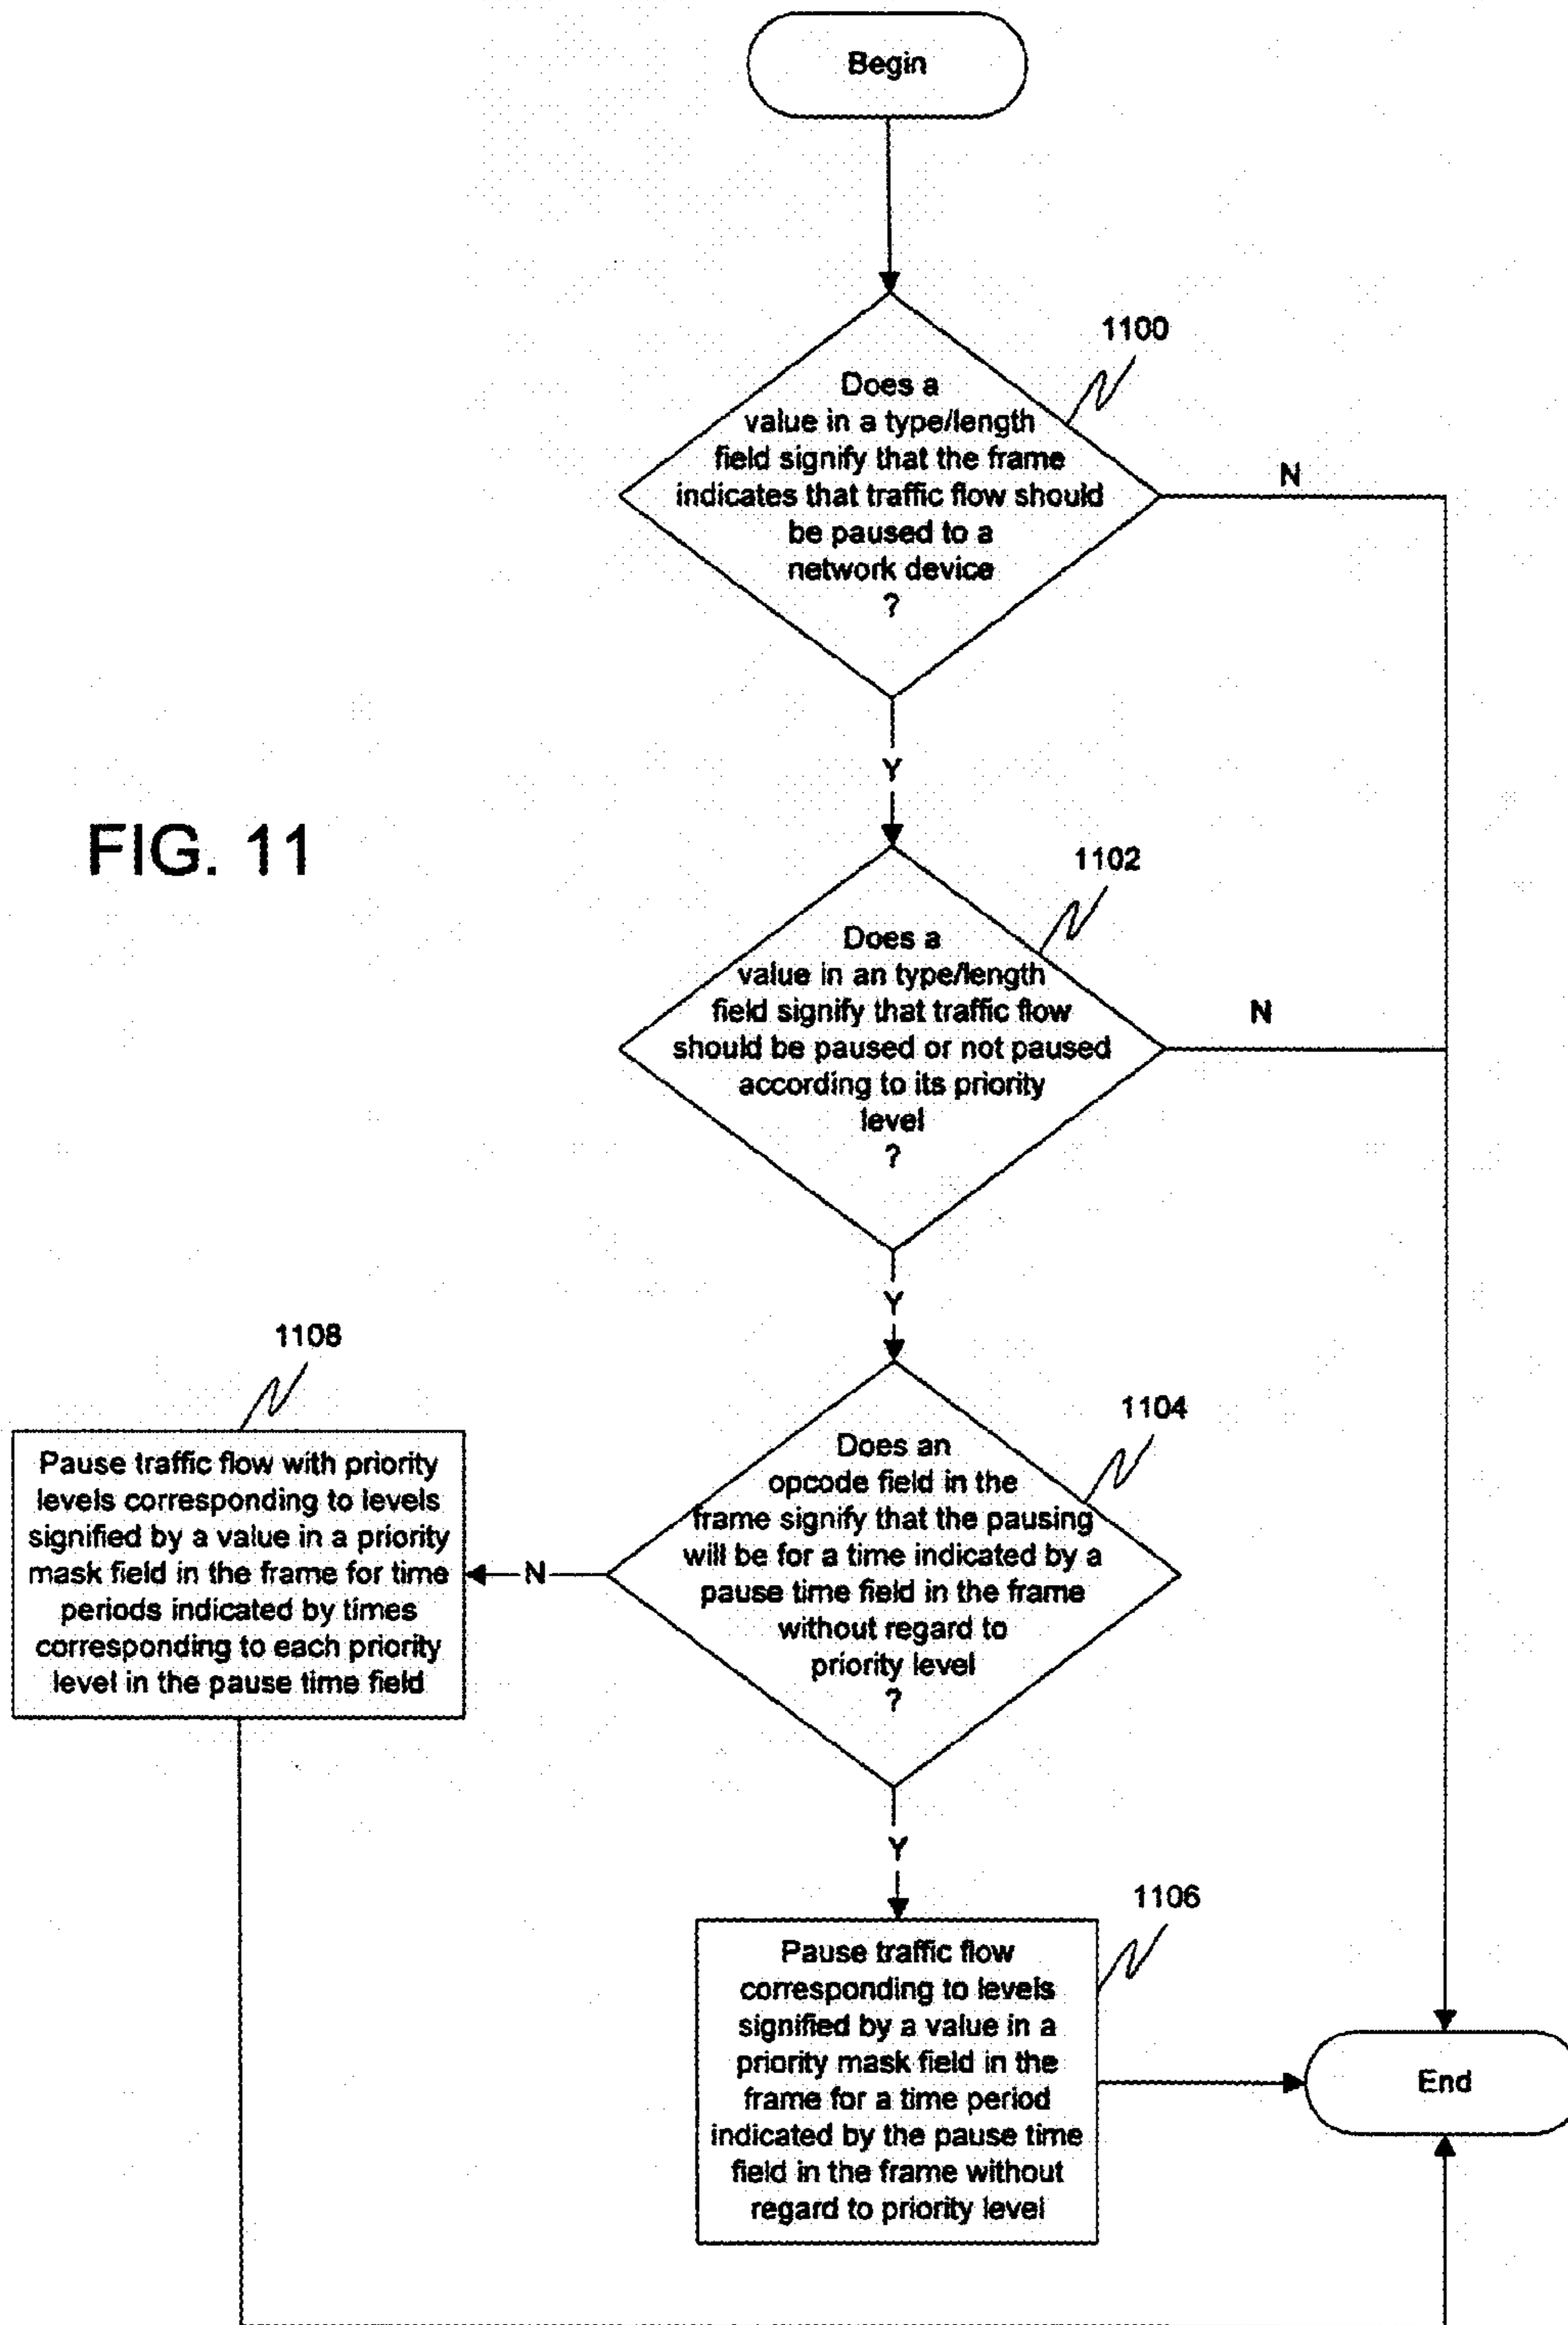 Begin
1100
Does a
value in a type/length
field signify that the frame
indicates that traffic flow should
be paused to a
network device
?
N
Y
FIG. 11
1102
Does a
value in an type/length
field signify that traffic flow
should be paused or not paused
according to its priority
level
?
N
Y
1108
Pause traffic flow with priority
levels corresponding to levels
signified by a value in a priority
mask field in the frame for time
periods indicated by times
corresponding to each priority
level in the pause time field
1104
Does an
opcode field in the
frame signify that the pausing
will be for a time indicated by a
pause time field in the frame
without regard to
priority level
?
N
Y
1106
Pause traffic flow
corresponding to levels
signified by a value in a
priority mask field in the
frame for a time period
indicated by the pause time
field in the frame without
regard to priority level
End